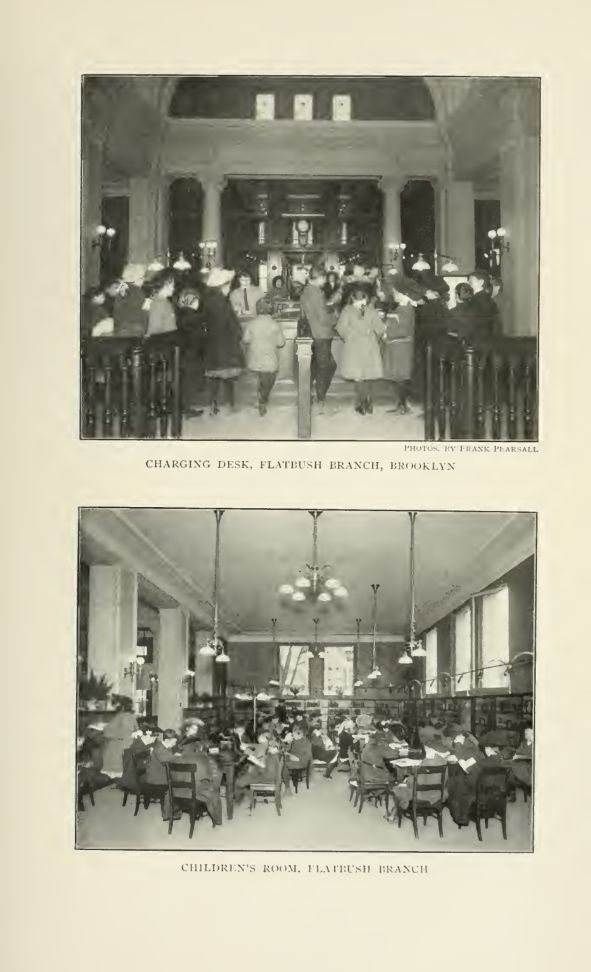 PHOTOS. BY FRANK PEARSALL
CHARGING DESK, FLATBUSH BRANCH, BROOKLYN
CHILDREN'S ROOM, FLATBUSH BRANCH